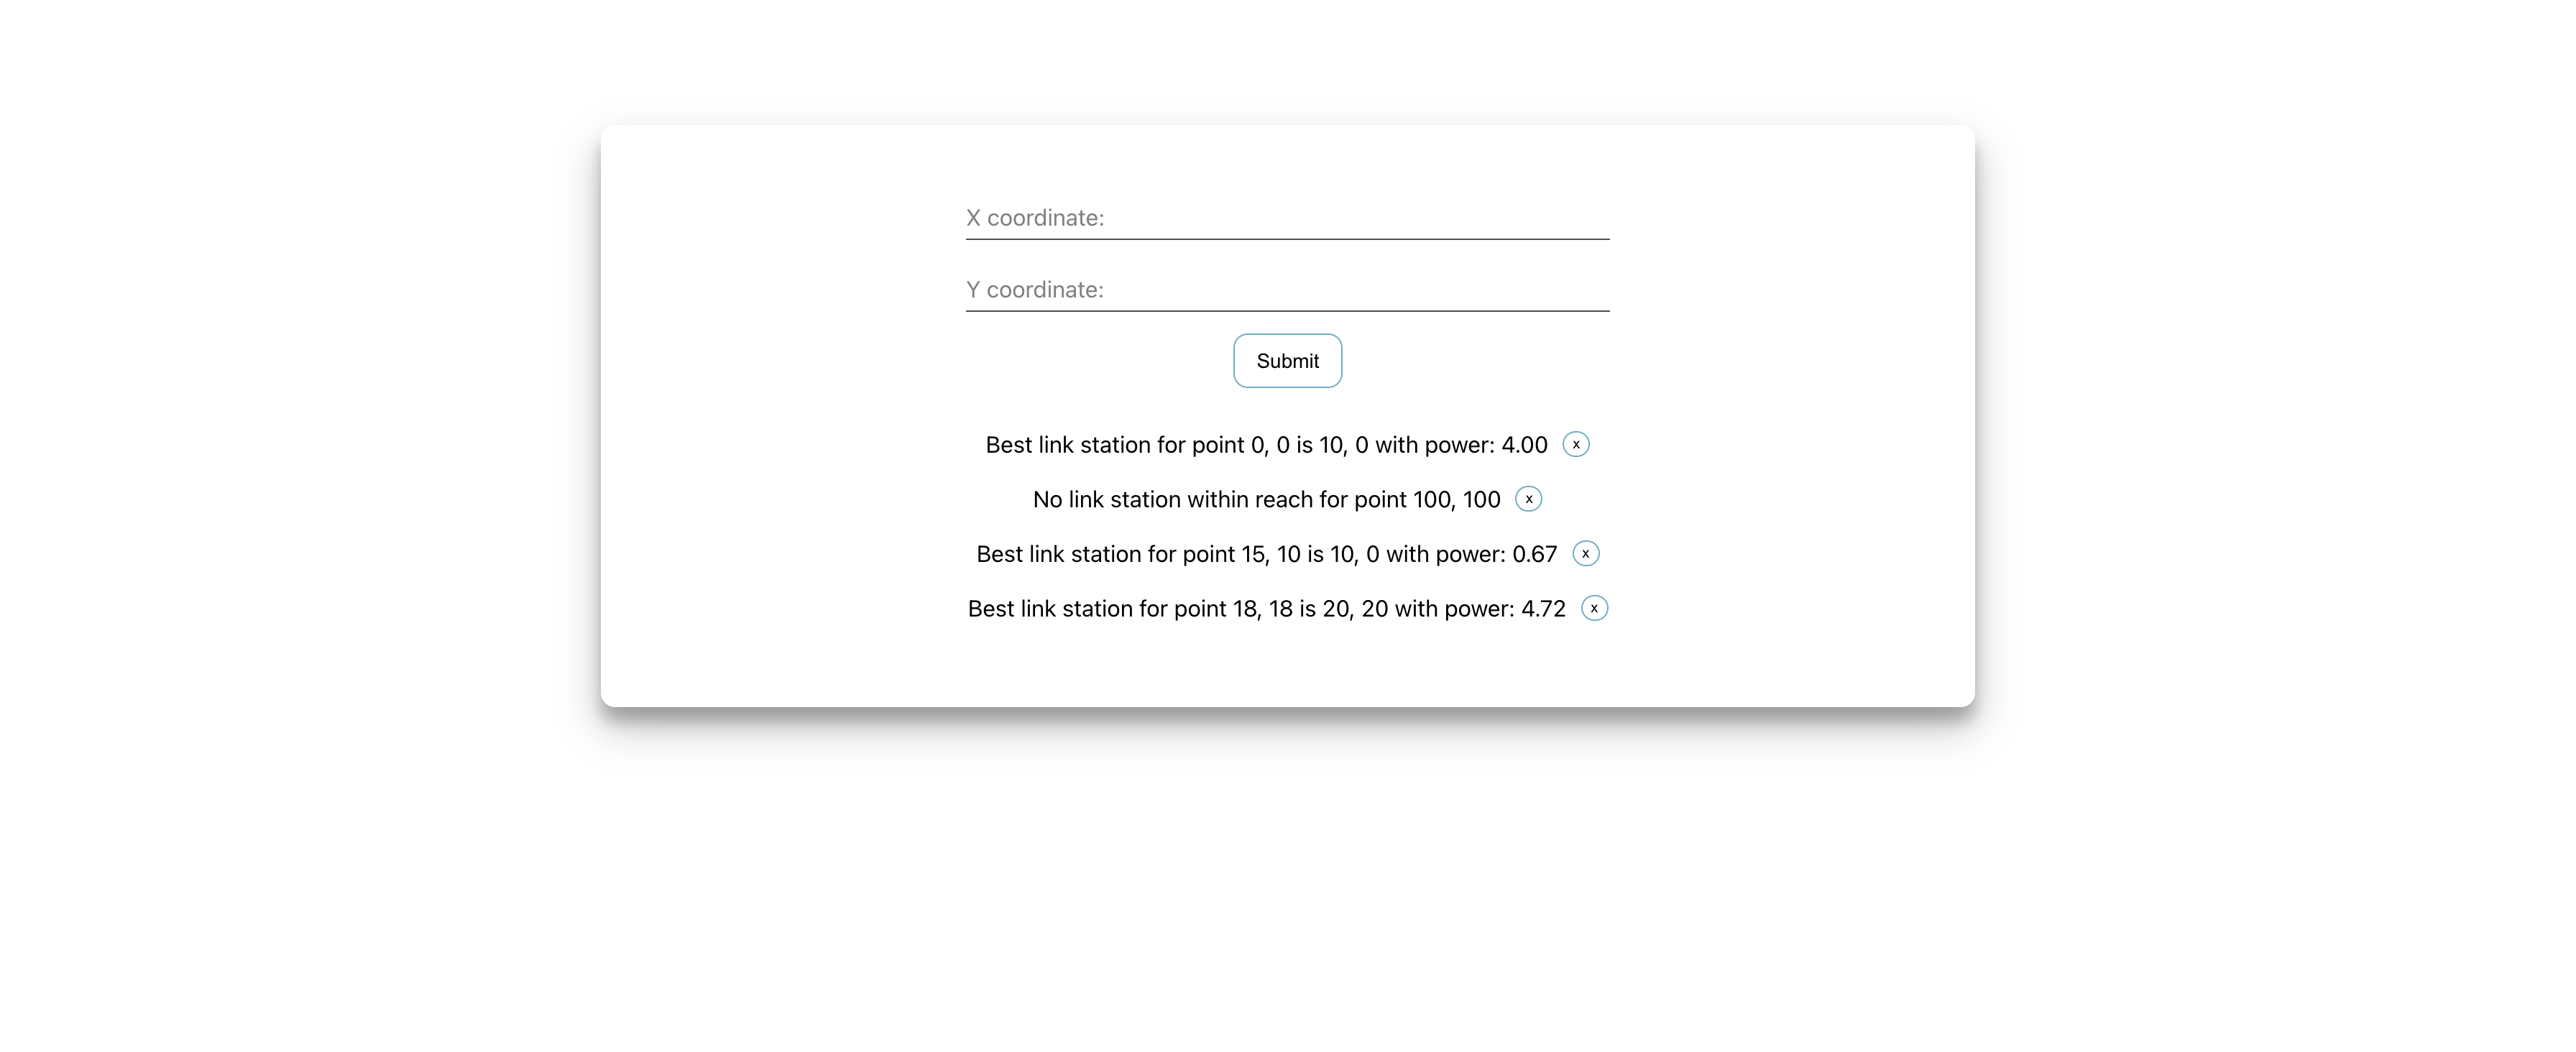 X coordinate:
Y coordinate:
Submit
Best link station for point 0, 0 is 10, 0 with power: 4.00 x
No link station within reach for point 100, 100 x
Best link station for point 15, 10 is 10, 0 with power: 0.67 x
Best link station for point 18, 18 is 20, 20 with power: 4.72 x